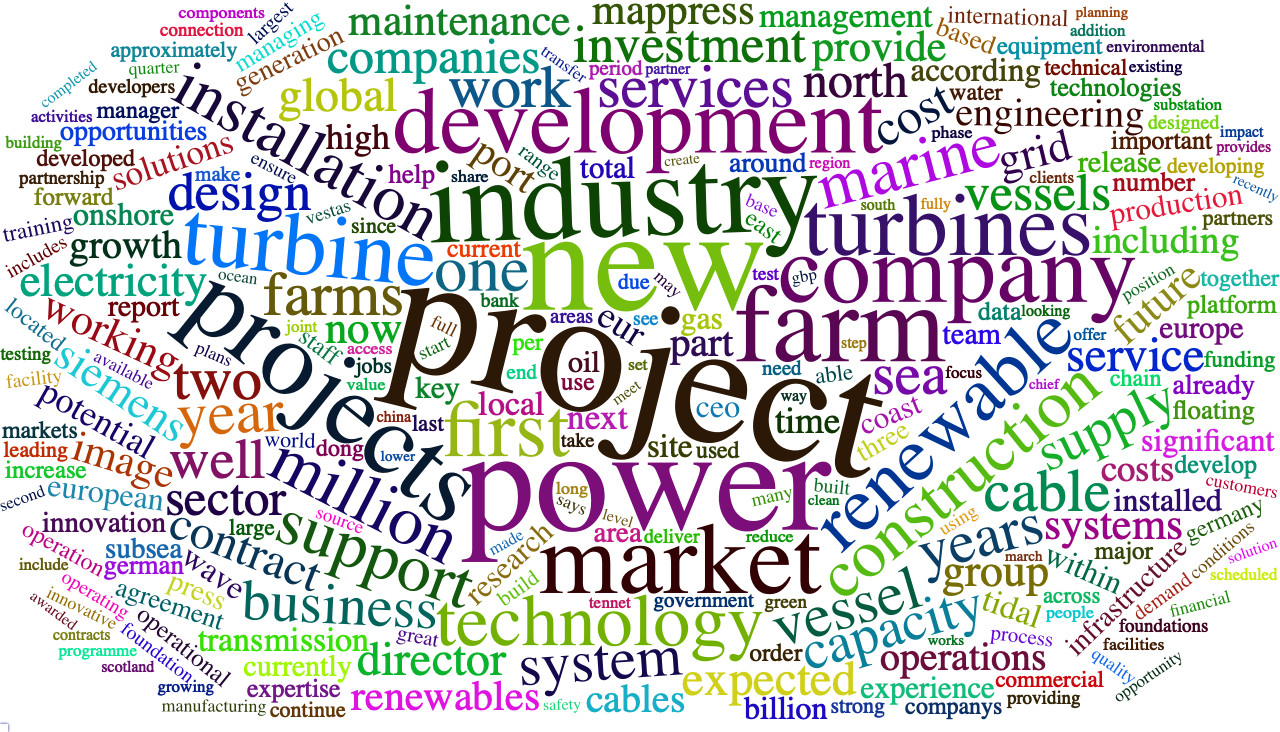 components
largest
connection
managing
maintenance
mappress
management
international
planning
addition
approximately
generation
companies
investment
provide
based
equipment
environmental
completed
quarter
developers
transfer
period
partner
according
technical
existing
activities
manager
installation
global
work
services
north
water
technologies
building
opportunities
development
cost
engineering
substation
designed
developed
solutions
high
port
range
create
phase
important
impact
provides
partnership
make
ensure
help
share
total
around
region
marine
grid
release
developing
recently
forward
design
industry
clients
vessels
number
training
onshore
vestas
since
base
east
south
fully
turbines
production
partners
includes
growth
turbine
current
one
new
company
including
electricity
ocean
farms
bank
due
may
test
gbp
position
together
located
report
projects
project
areas
see
eur
gas
farm
data
looking
future
platform
working
joint
now
full
start
per
part
team
offer
europe
testing
plans
staff
access
jobs
end
oil
use
set
step
need
able
sea
focus
renewable
service
funding
siemens
available
two
value
key
meet
way
chief
chain
already
facility
potential
year
china
last
first
local
next
ceo
time
coast
construction
supply
floating
markets
world
dong
lower
take
site
used
three
significant
leading
image
well
million
power
costs
develop
increase
long
says
many
built
clean
cable
customers
second
european
sector
installed
innovation
contract
large
source
support
level
using
years
systems
germany
operation
subsea
made
research
area
deliver
reduce
march
major
conditions
solution
include
german
wave
market
group
within
infrastructure
demand
scheduled
operating
press
build
tennet
government
green
vessel
capacity
tidal
across
people
financial
innovative
agreement
business
technology
awarded
foundation
operational
transmission
great
works
process
foundations
contracts
programme
currently
director
system
order
operations
facilities
scotland
quality
opportunity
growing
expertise
renewables
safety
cables
expected
experience
commercial
manufacturing
continue
billion
strong
companys
providing